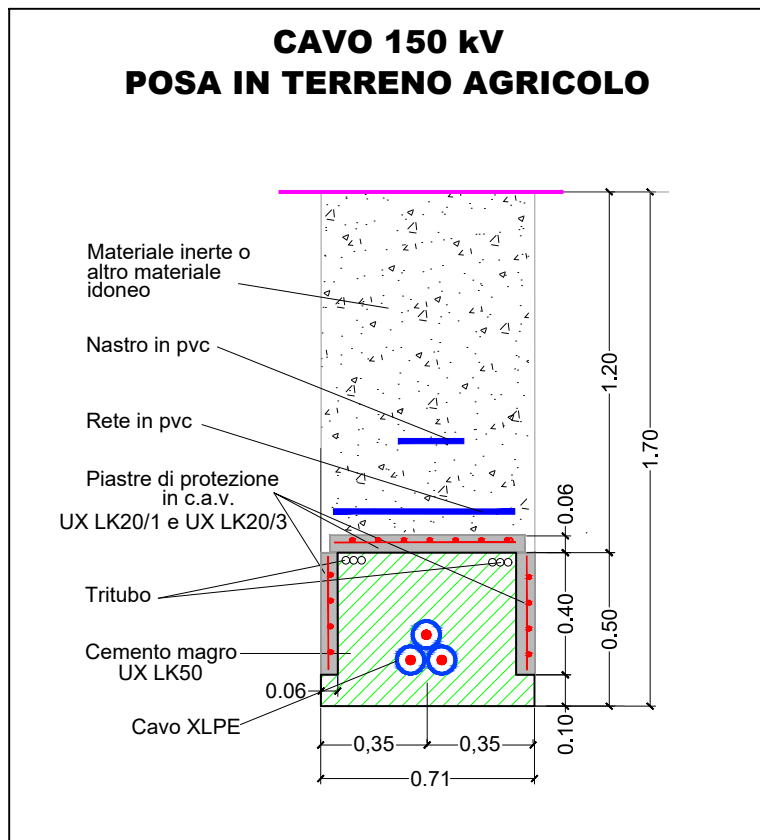 CAVO 150 kV
POSA IN TERRENO AGRICOLO
Materiale inerte o
altro materiale
idoneo
Nastro in pvc
Rete in pvc
Piastre di protezione
in c.a.v.
UX LK20/1 e UX LK20/3
Tritubo
Cemento magro
UX LK50
0.06
Cavo XLPE
0,35
0,35
0.71
1.20
1.70
0.06
0.40
0.50
0.10